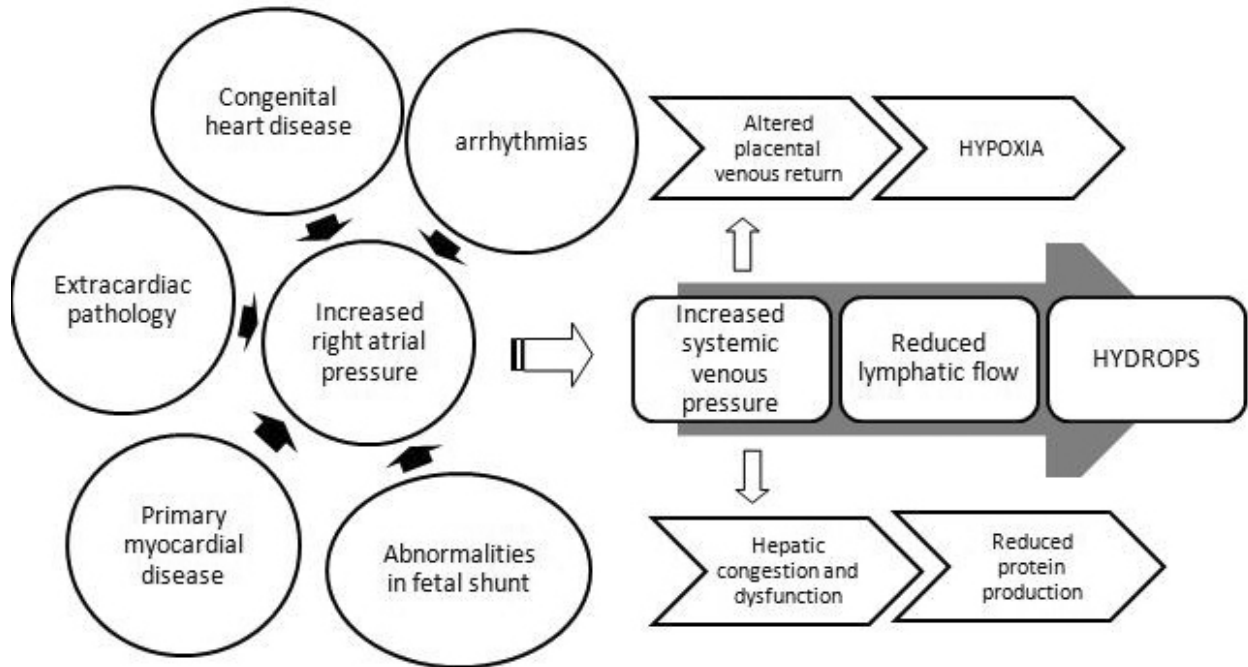 Congenital
heart disease
arrhythmias
Extracardiac
pathology
Increased
right atrial
pressure
Primary
myocardial
disease
Abnormalities
in fetal shunt
Altered
placental
venous return
HYPOXIA
Increased
systemic
venous
pressure
Reduced
lymphatic flow
HYDROPS
Hepatic
congestion and
dysfunction
Reduced
protein
production